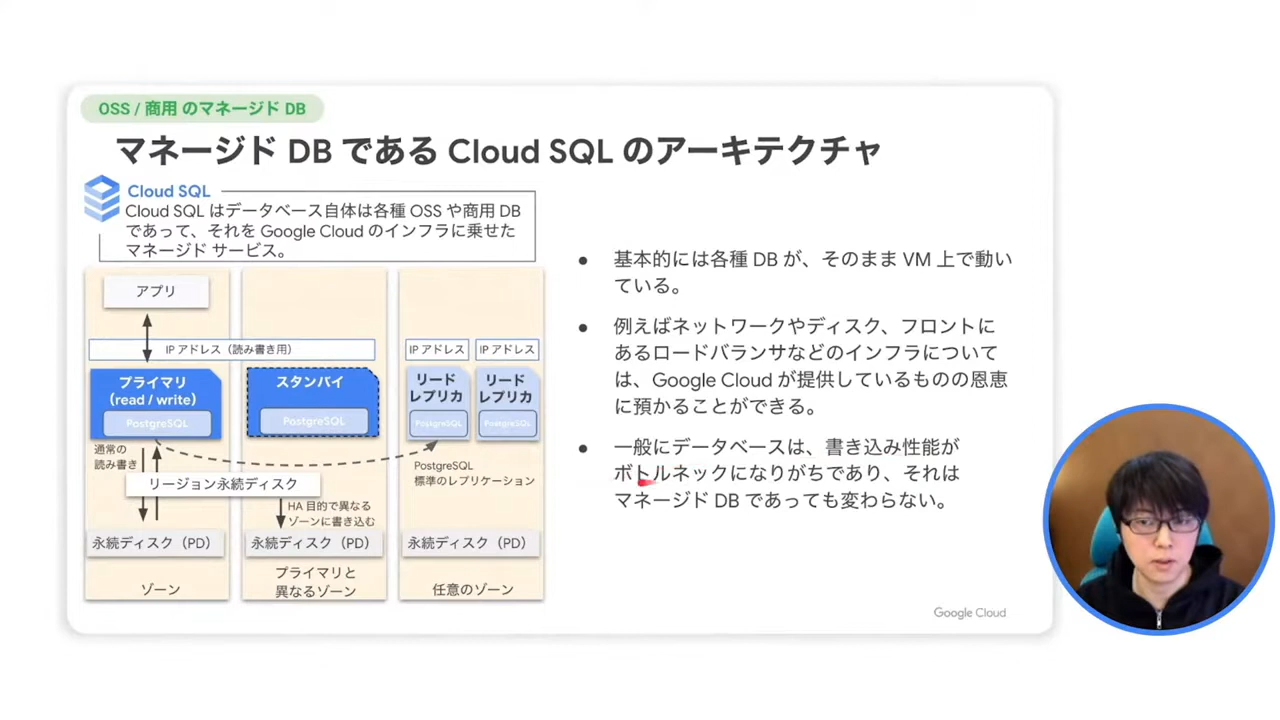 OSS / 商用 のマネージド DB
マネージド DB である Cloud SQL のアーキテクチャ
Cloud SQL
Cloud SQL はデータベース自体は各種 OSS や商用 DB
であって、それを Google Cloud のインフラに乗せた
マネージド サービス。
アプリ
IP アドレス（読み書き用）
IP アドレス
IP アドレス
プライマリ
(read / write)
PostgreSQL
スタンバイ
PostgreSQL
リード
レプリカ
PostgreSQL
リード
レプリカ
PostgreSQL
通常の
読み書き
リージョン永続ディスク
PostgreSQL
標準のレプリケーション
HA 目的で異なる
ゾーンに書き込む
永続ディスク（PD）
永続ディスク（PD）
永続ディスク（PD）
ゾーン
プライマリと
異なるゾーン
任意のゾーン
● 基本的には各種 DB が、そのまま VM 上で動い
ている。
● 例えばネットワークやディスク、フロントに
あるロードバランサなどのインフラについて
は、Google Cloud が提供しているものの恩恵
に預かることができる。
● 一般にデータベースは、書き込み性能が
ボトルネックになりがちであり、それは
マネージド DB であっても変わらない。
Google Cloud